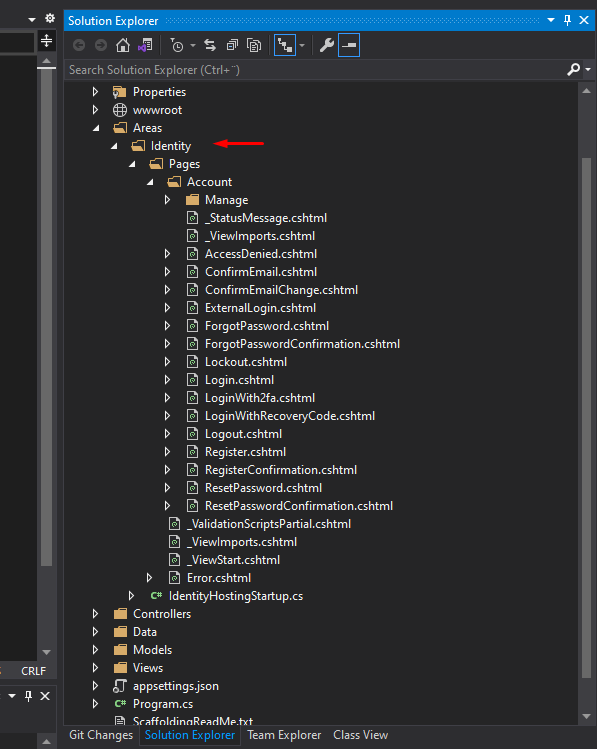 Solution Explorer
Search Solution Explorer (Ctrl+¨)
Properties
wwwroot
Areas
Identity
Pages
Account
Manage
_StatusMessage.cshtml
_ViewImports.cshtml
AccessDenied.cshtml
ConfirmEmail.cshtml
ConfirmEmailChange.cshtml
ExternalLogin.cshtml
ForgotPassword.cshtml
ForgotPasswordConfirmation.cshtml
Lockout.cshtml
Login.cshtml
LoginWith2fa.cshtml
LoginWithRecoveryCode.cshtml
Logout.cshtml
Register.cshtml
RegisterConfirmation.cshtml
ResetPassword.cshtml
ResetPasswordConfirmation.cshtml
_ValidationScriptsPartial.cshtml
_ViewImports.cshtml
_ViewStart.cshtml
Error.cshtml
C# IdentityHostingStartup.cs
Controllers
Data
Models
Views
CRLF
appsettings.json
C# Program.cs
ScaffoldingReadMe.txt
Git Changes Solution Explorer Team Explorer Class View